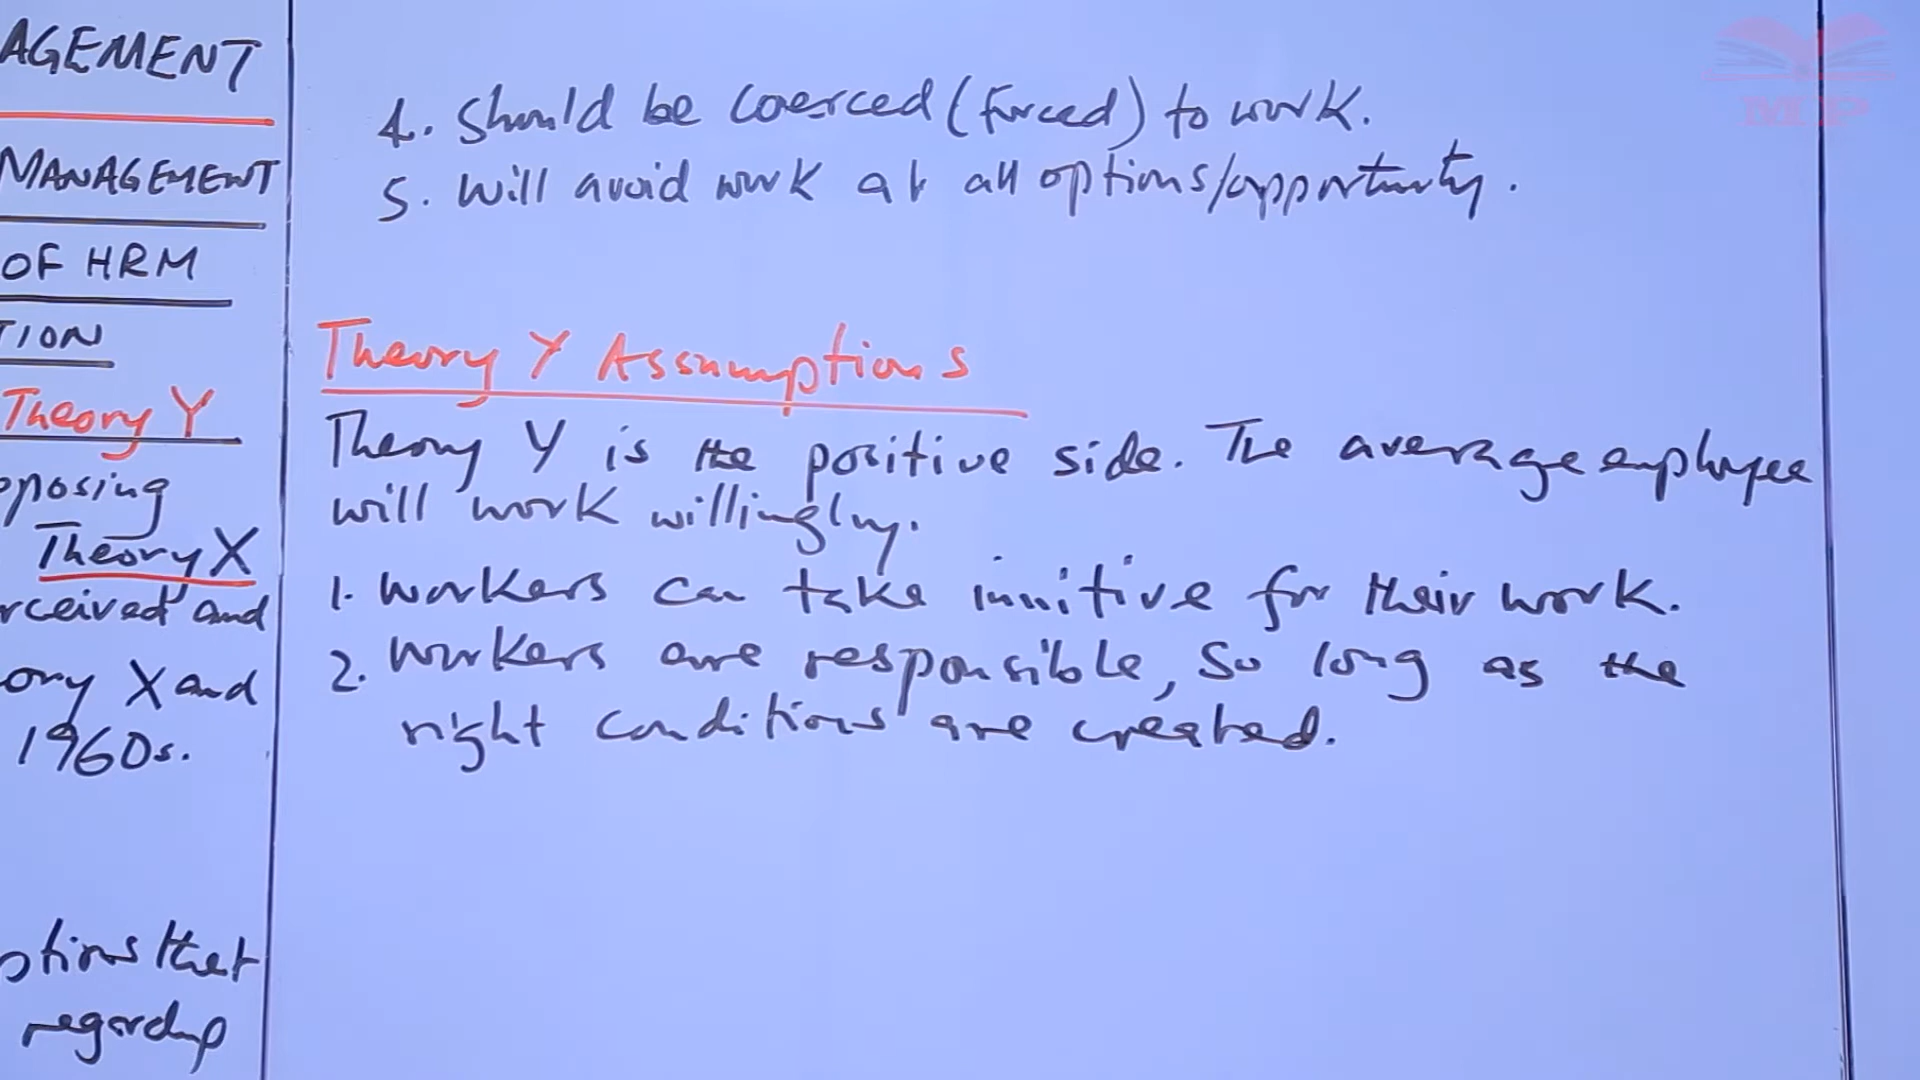 AGEMENT
MANAGEMENT
OF HRM
TION
Theory Y
pposing
Theory X
rceived and
ory X and
1960s.
ptions that
regarding
4. Should be coerced (forced) to work.
5. Will avoid work at all options/opportunity.
Theory Y Assumptions
Theory Y is the positive side. The average employee
will work willingly.
1. Workers can take innitive for their work.
2. Workers are responsible, so long as the
right conditions are created.
MDP